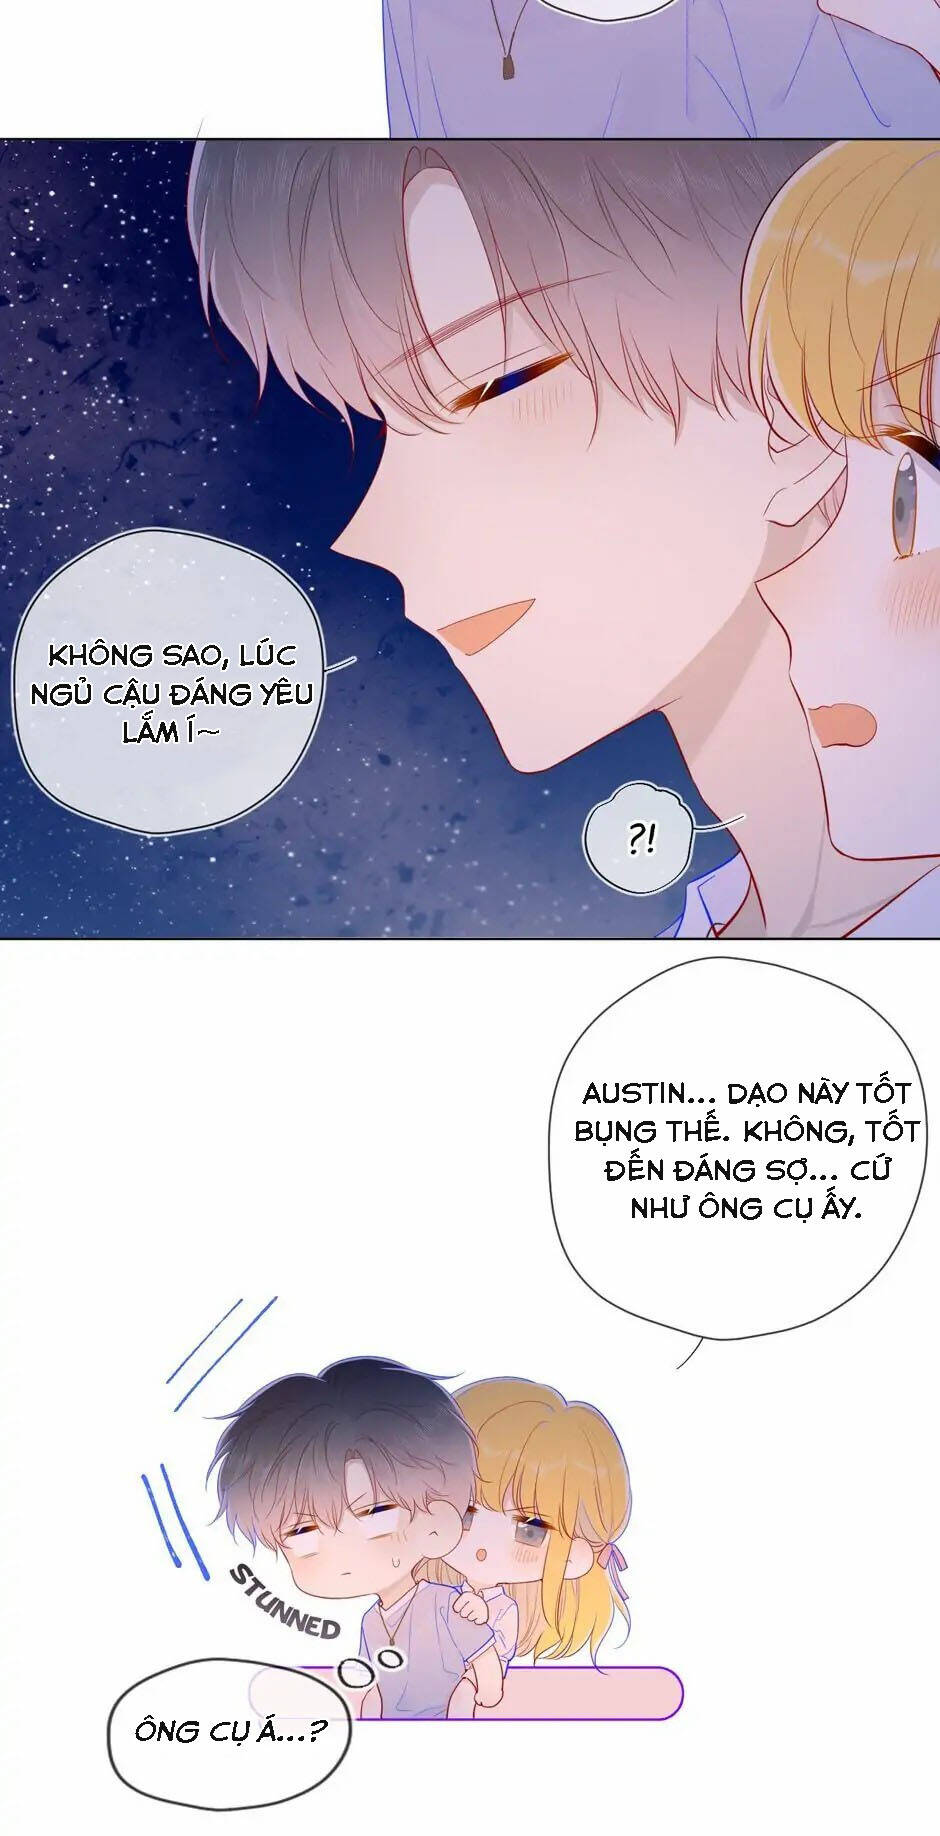 KHÔNG SAO, LÚC
NGỦ CẬU ĐÁNG YÊU
LẮM Í~
?!
AUSTIN... DẠO NÀY TỐT
BỤNG THẾ. KHÔNG, TỐT
ĐẾN ĐÁNG SỢ... CỨ
NHƯ ÔNG CỤ ẤY.
STUNNED
ÔNG CỤ Á...?